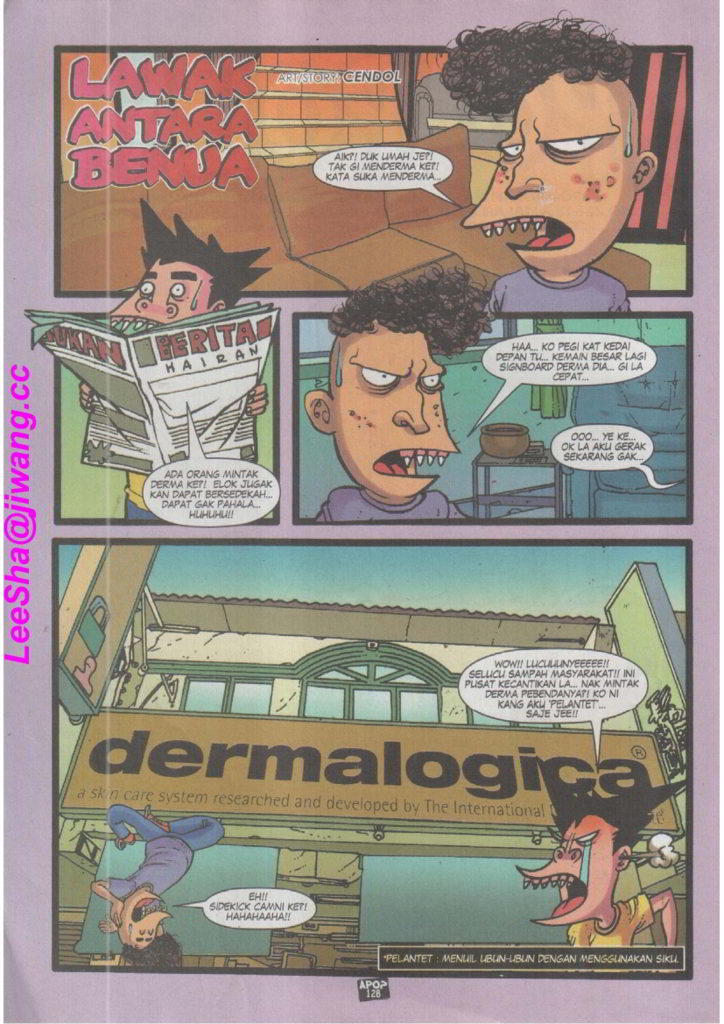 LAWAK
ANTARA
BENUA
ART/STORY: CENDOL
AIK?! DUK UMAH JE?!
TAK GI MENDERMA KE?!
KATA SUKA MENDERMA...
SUKAN
BERITA
HAIRAN
ADA ORANG MINTAK
DERMA KE?! ELOK JUGAK
KAN DAPAT BERSEDEKAH...
DAPAT GAK PAHALA...
HUHUHU!!
HAA... KO PEGI KAT KEDAI
DEPAN TU... KEMAIN BESAR LAGI
SIGNBOARD DERMA DIA... GI LA
CEPAT...
OOO... YE KE...
OK LA AKU GERAK
SEKARANG GAK...
WOW!! LUCUUUNYEEEEE!!
SELUCU SAMPAH MASYARAKAT!! INI
PUSAT KECANTIKAN LA... NAK MINTAK
DERMA PEBENDANYA?! KO NI
KANG AKU 'PELANTET'...
SAJE JEE!!
dermalogica®
a skin care system researched and developed by The International
EH!!
SIDEKICK CAMNI KE?!
HAHAHAAHA!!
*PELANTET : MENUIL UBUN-UBUN DENGAN MENGGUNAKAN SIKU.
APO?
128
LeeSha@jiwang.cc